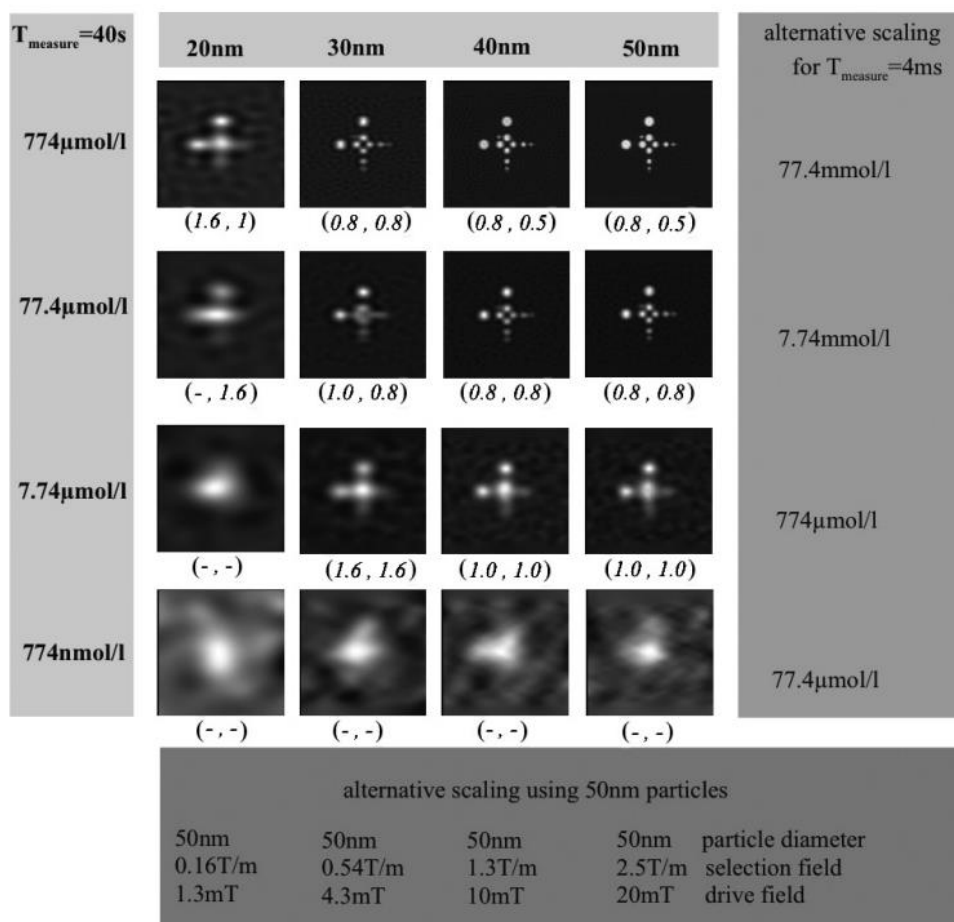 T measure=40s
20nm 30nm 40nm 50nm
alternative scaling
for T measure=4ms
774µmol/l
77.4mmol/l
(1.6 , 1) (0.8 , 0.8) (0.8 , 0.5) (0.8 , 0.5)
77.4µmol/l
7.74mmol/l
(- , 1.6) (1.0 , 0.8) (0.8 , 0.8) (0.8 , 0.8)
7.74µmol/l
774µmol/l
(- , -) (1.6 , 1.6) (1.0 , 1.0) (1.0 , 1.0)
774nmol/l
77.4µmol/l
(- , -) (- , -) (- , -) (- , -)
alternative scaling using 50nm particles
50nm 50nm 50nm 50nm particle diameter
0.16T/m 0.54T/m 1.3T/m 2.5T/m selection field
1.3mT 4.3mT 10mT 20mT drive field